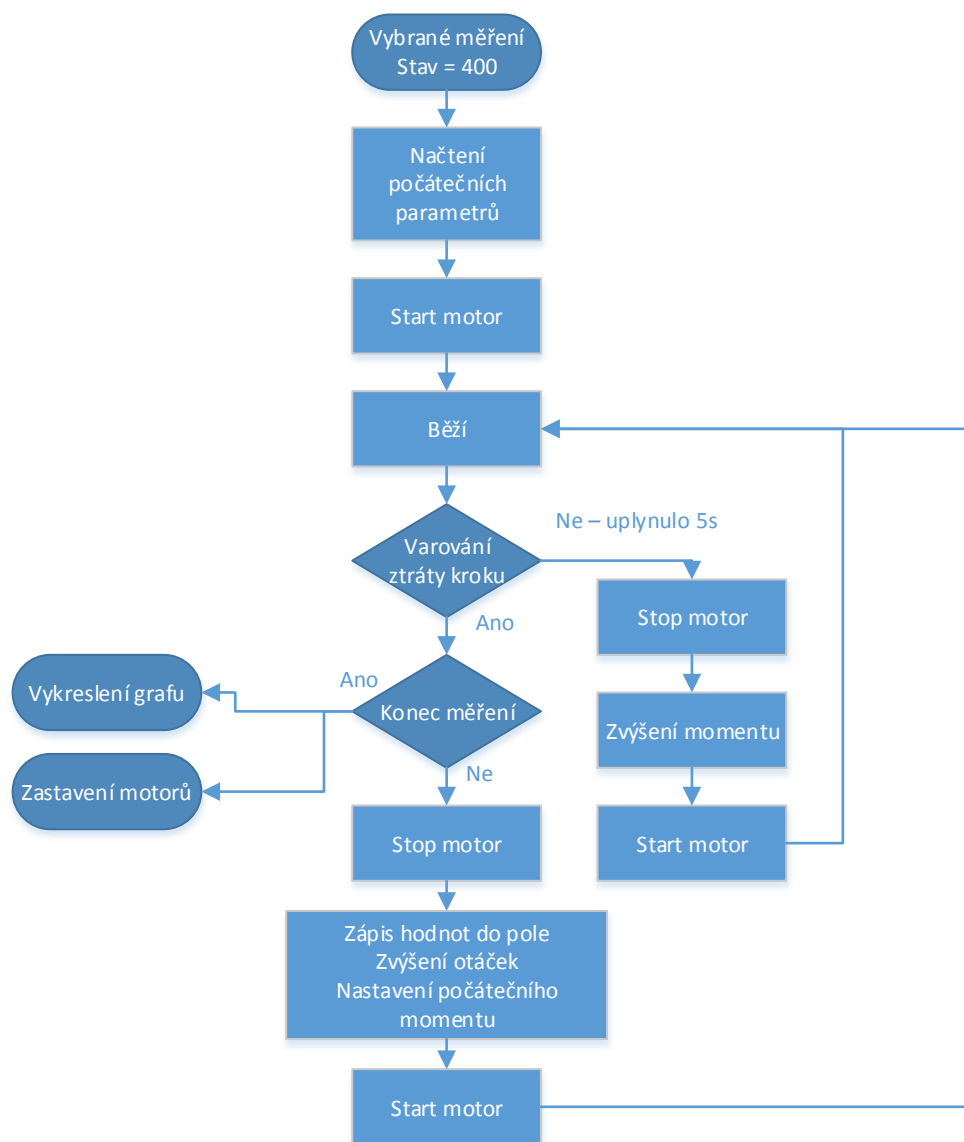 Vybrané měření
Stav = 400
Načtení
počátečních
parametrů
Start motor
Běží
Varování
ztráty kroku
Ne – uplynulo 5s
Ano
Stop motor
Zvýšení momentu
Start motor
Konec měření
Ano
Vykreslení grafu
Zastavení motorů
Ne
Stop motor
Zápis hodnot do pole
Zvýšení otáček
Nastavení počátečního
momentu
Start motor